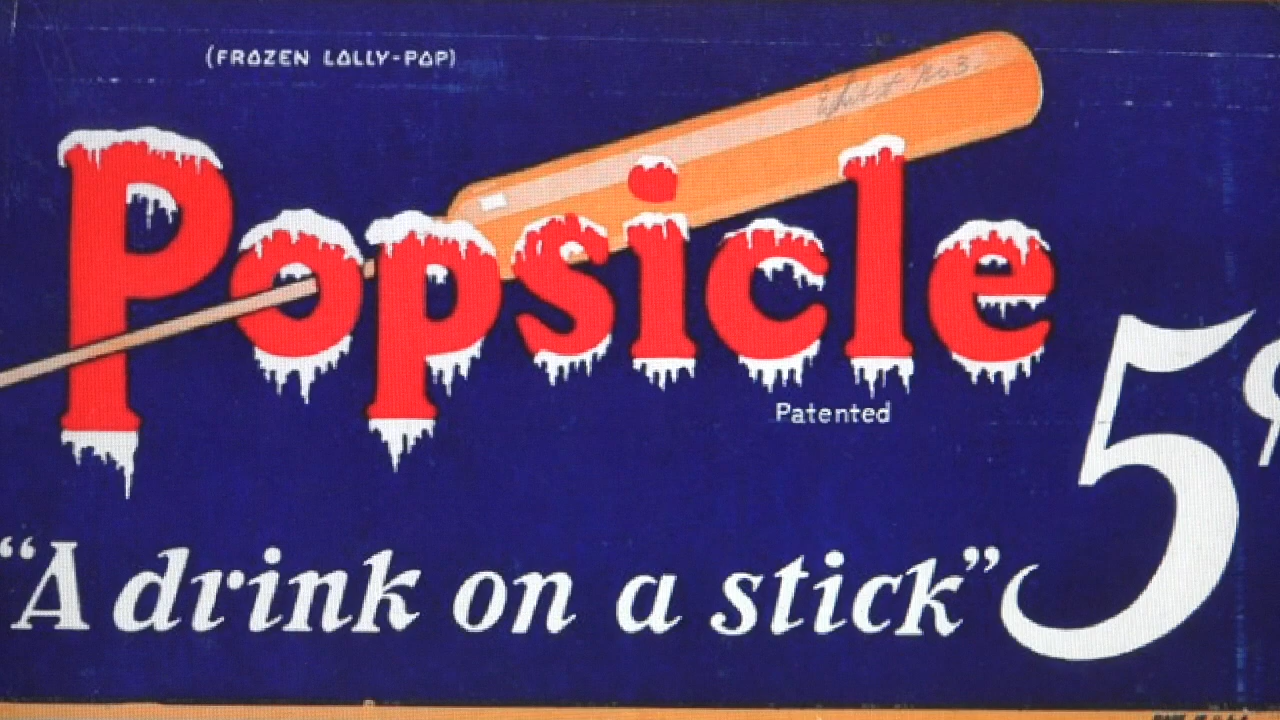 (FROZEN LOLLY-POP)
Popsicle
Patented
5¢
"A drink on a stick"